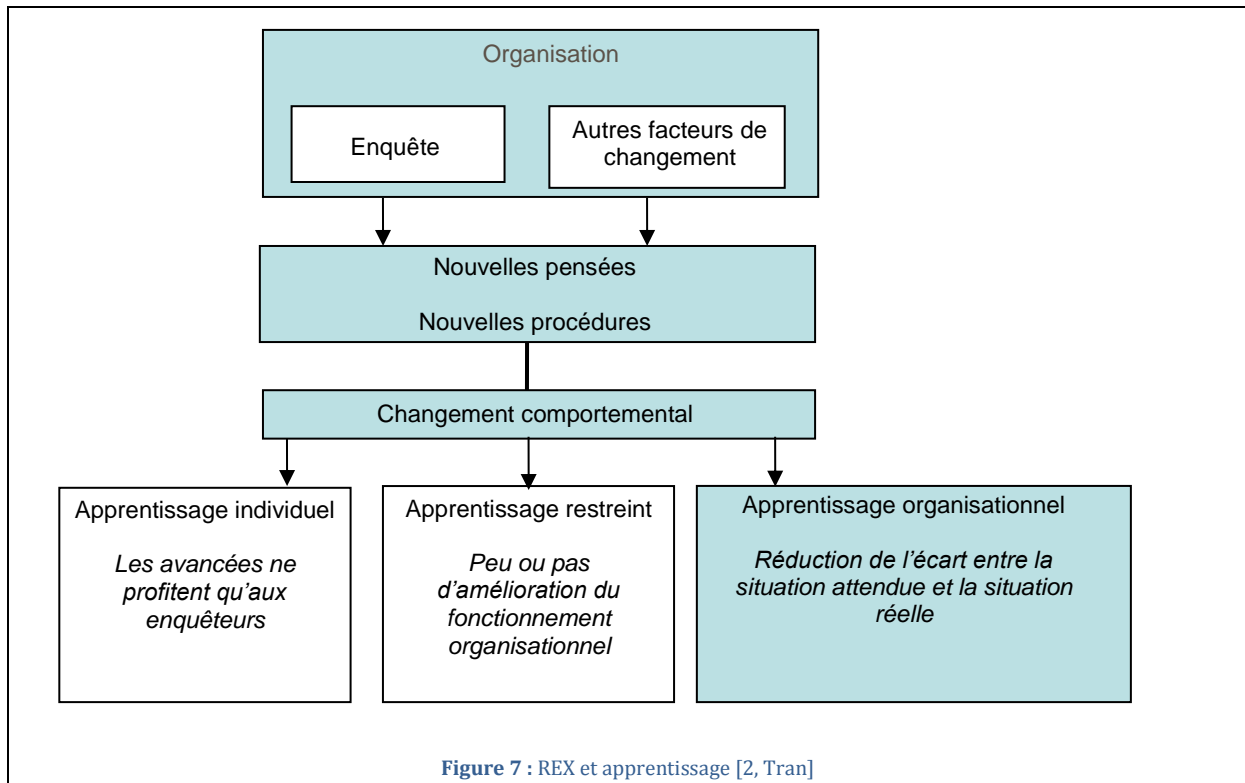 Organisation
Enquête
Autres facteurs de
changement
Nouvelles pensées
Nouvelles procédures
Changement comportemental
Apprentissage individuel
Les avancées ne
profitent qu’aux
enquêteurs
Apprentissage restreint
Peu ou pas
d’amélioration du
fonctionnement
organisationnel
Apprentissage organisationnel
Réduction de l’écart entre la
situation attendue et la situation
réelle
Figure 7 : REX et apprentissage [2, Tran]